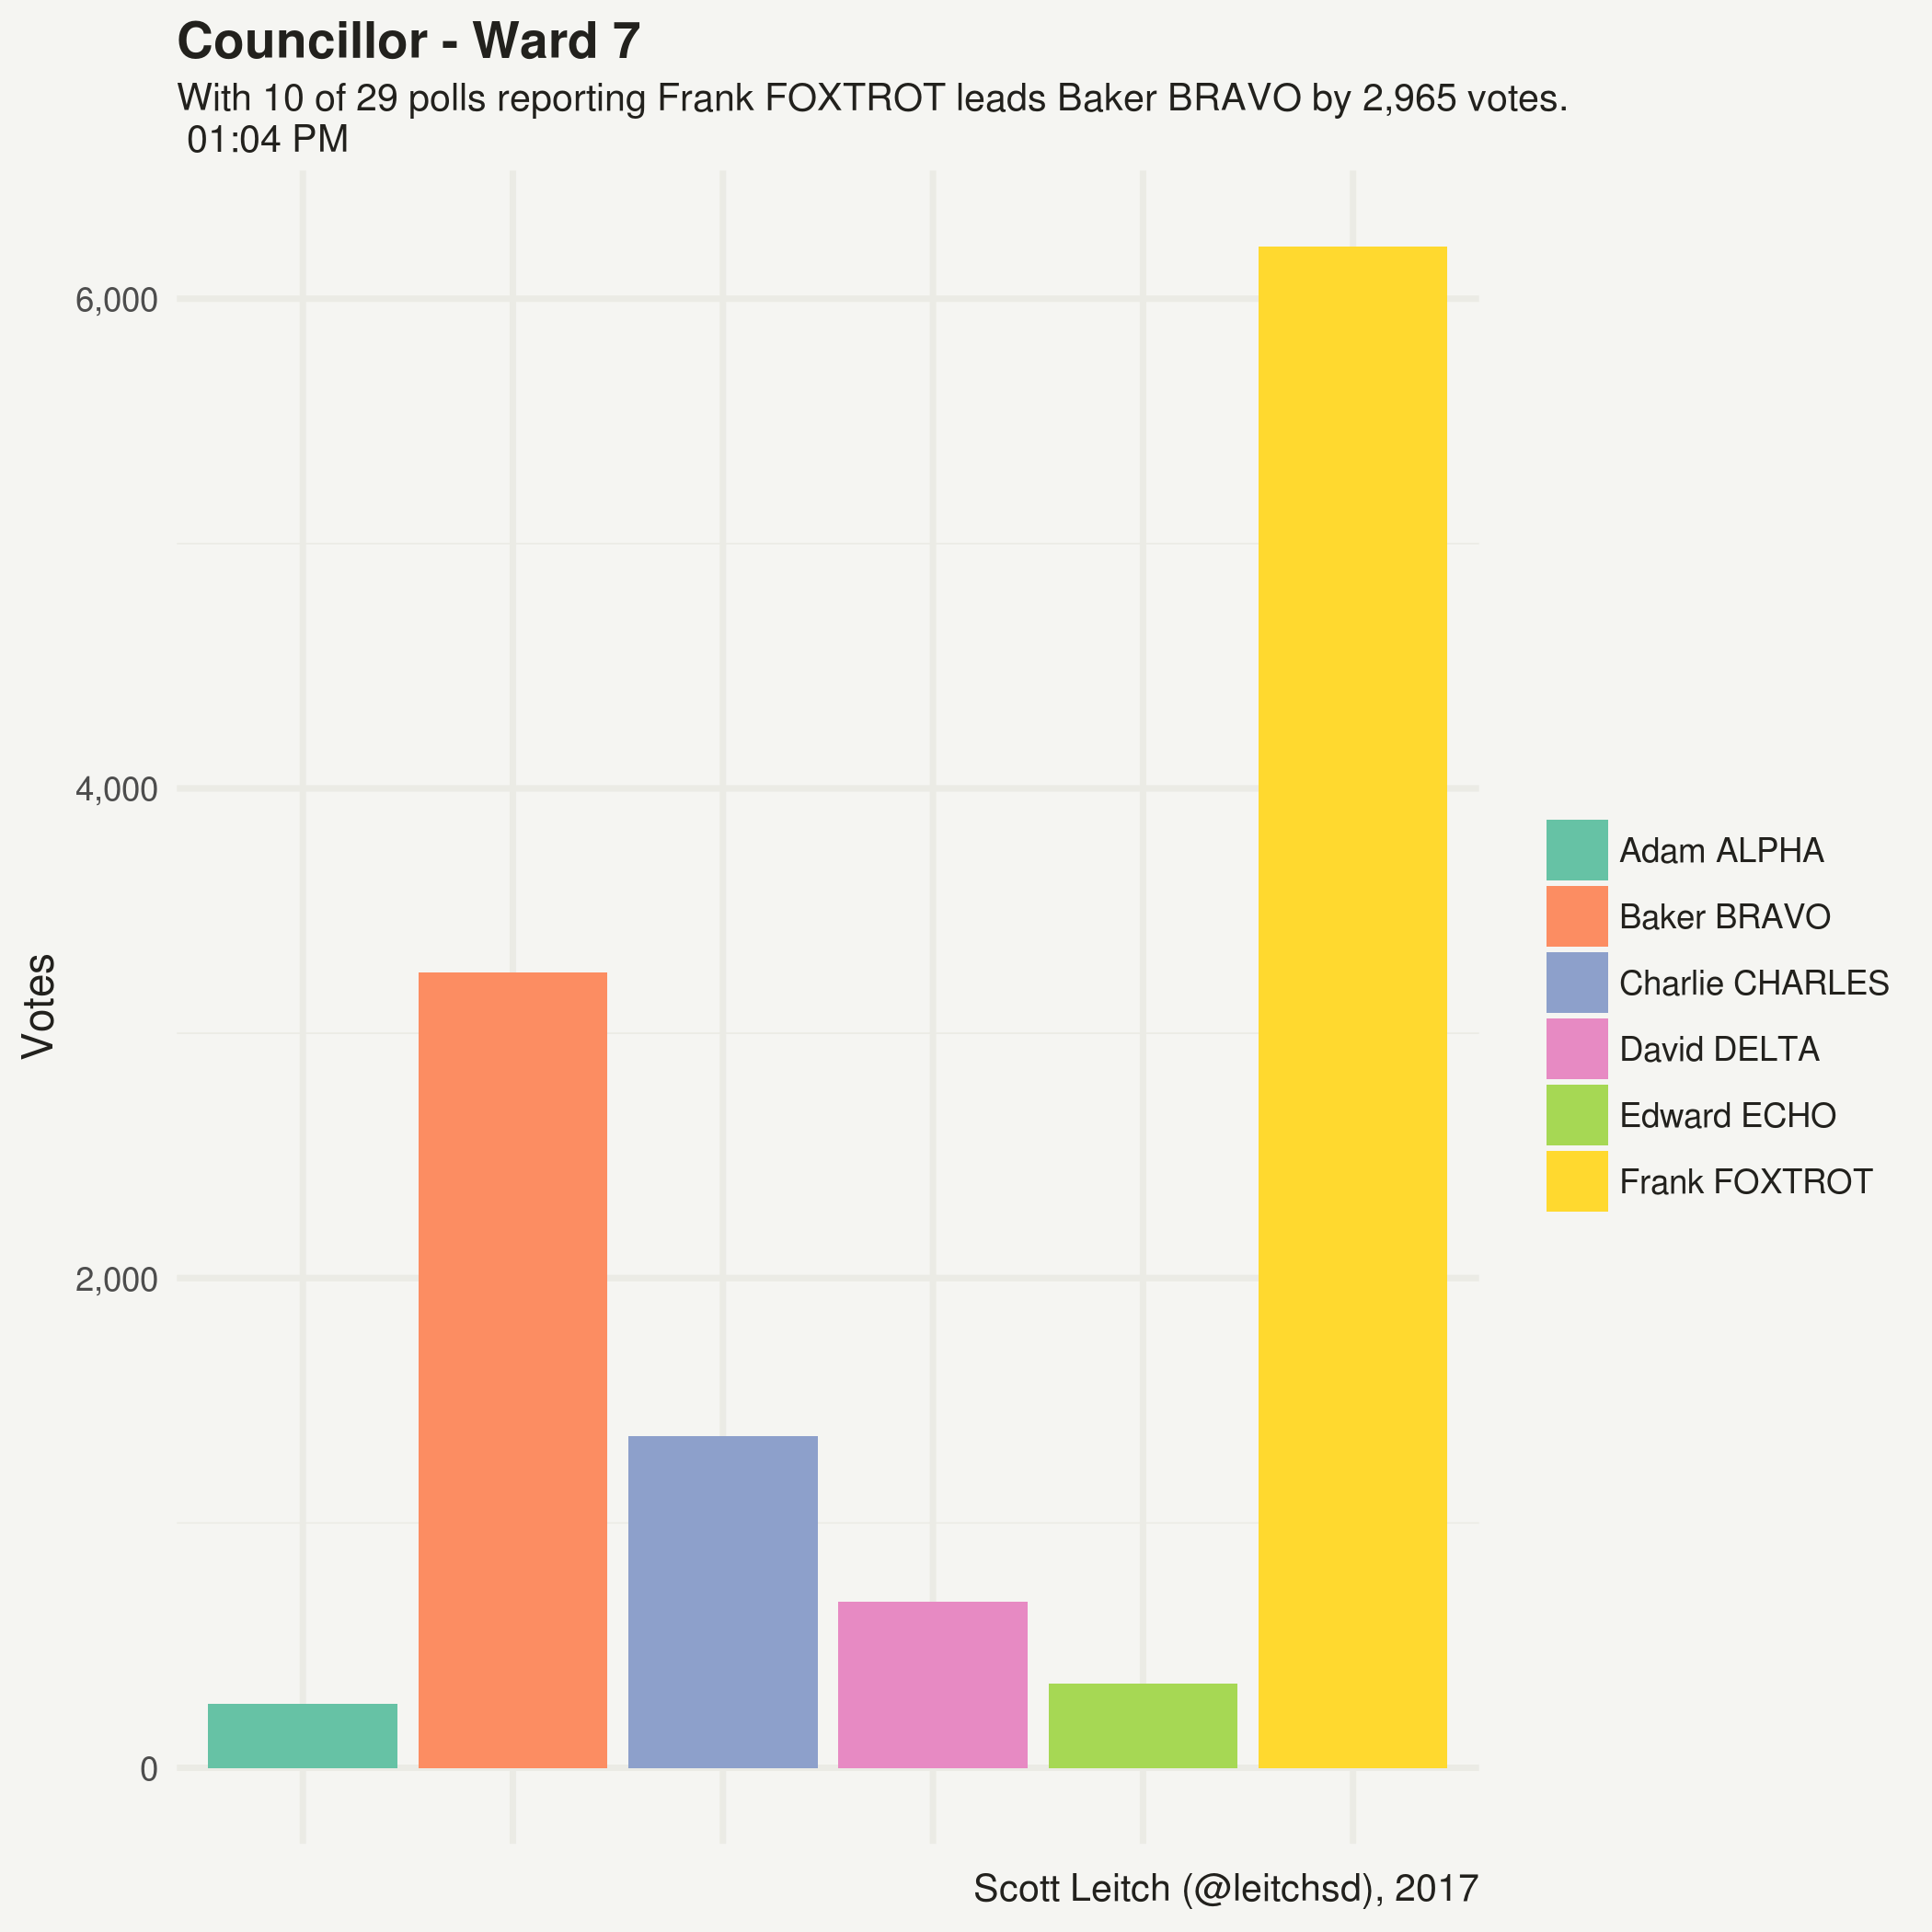 Councillor - Ward 7
With 10 of 29 polls reporting Frank FOXTROT leads Baker BRAVO by 2,965 votes.
01:04 PM
6,000
4,000
2,000
0
Votes
Adam ALPHA
Baker BRAVO
Charlie CHARLES
David DELTA
Edward ECHO
Frank FOXTROT
Scott Leitch (@leitchsd), 2017